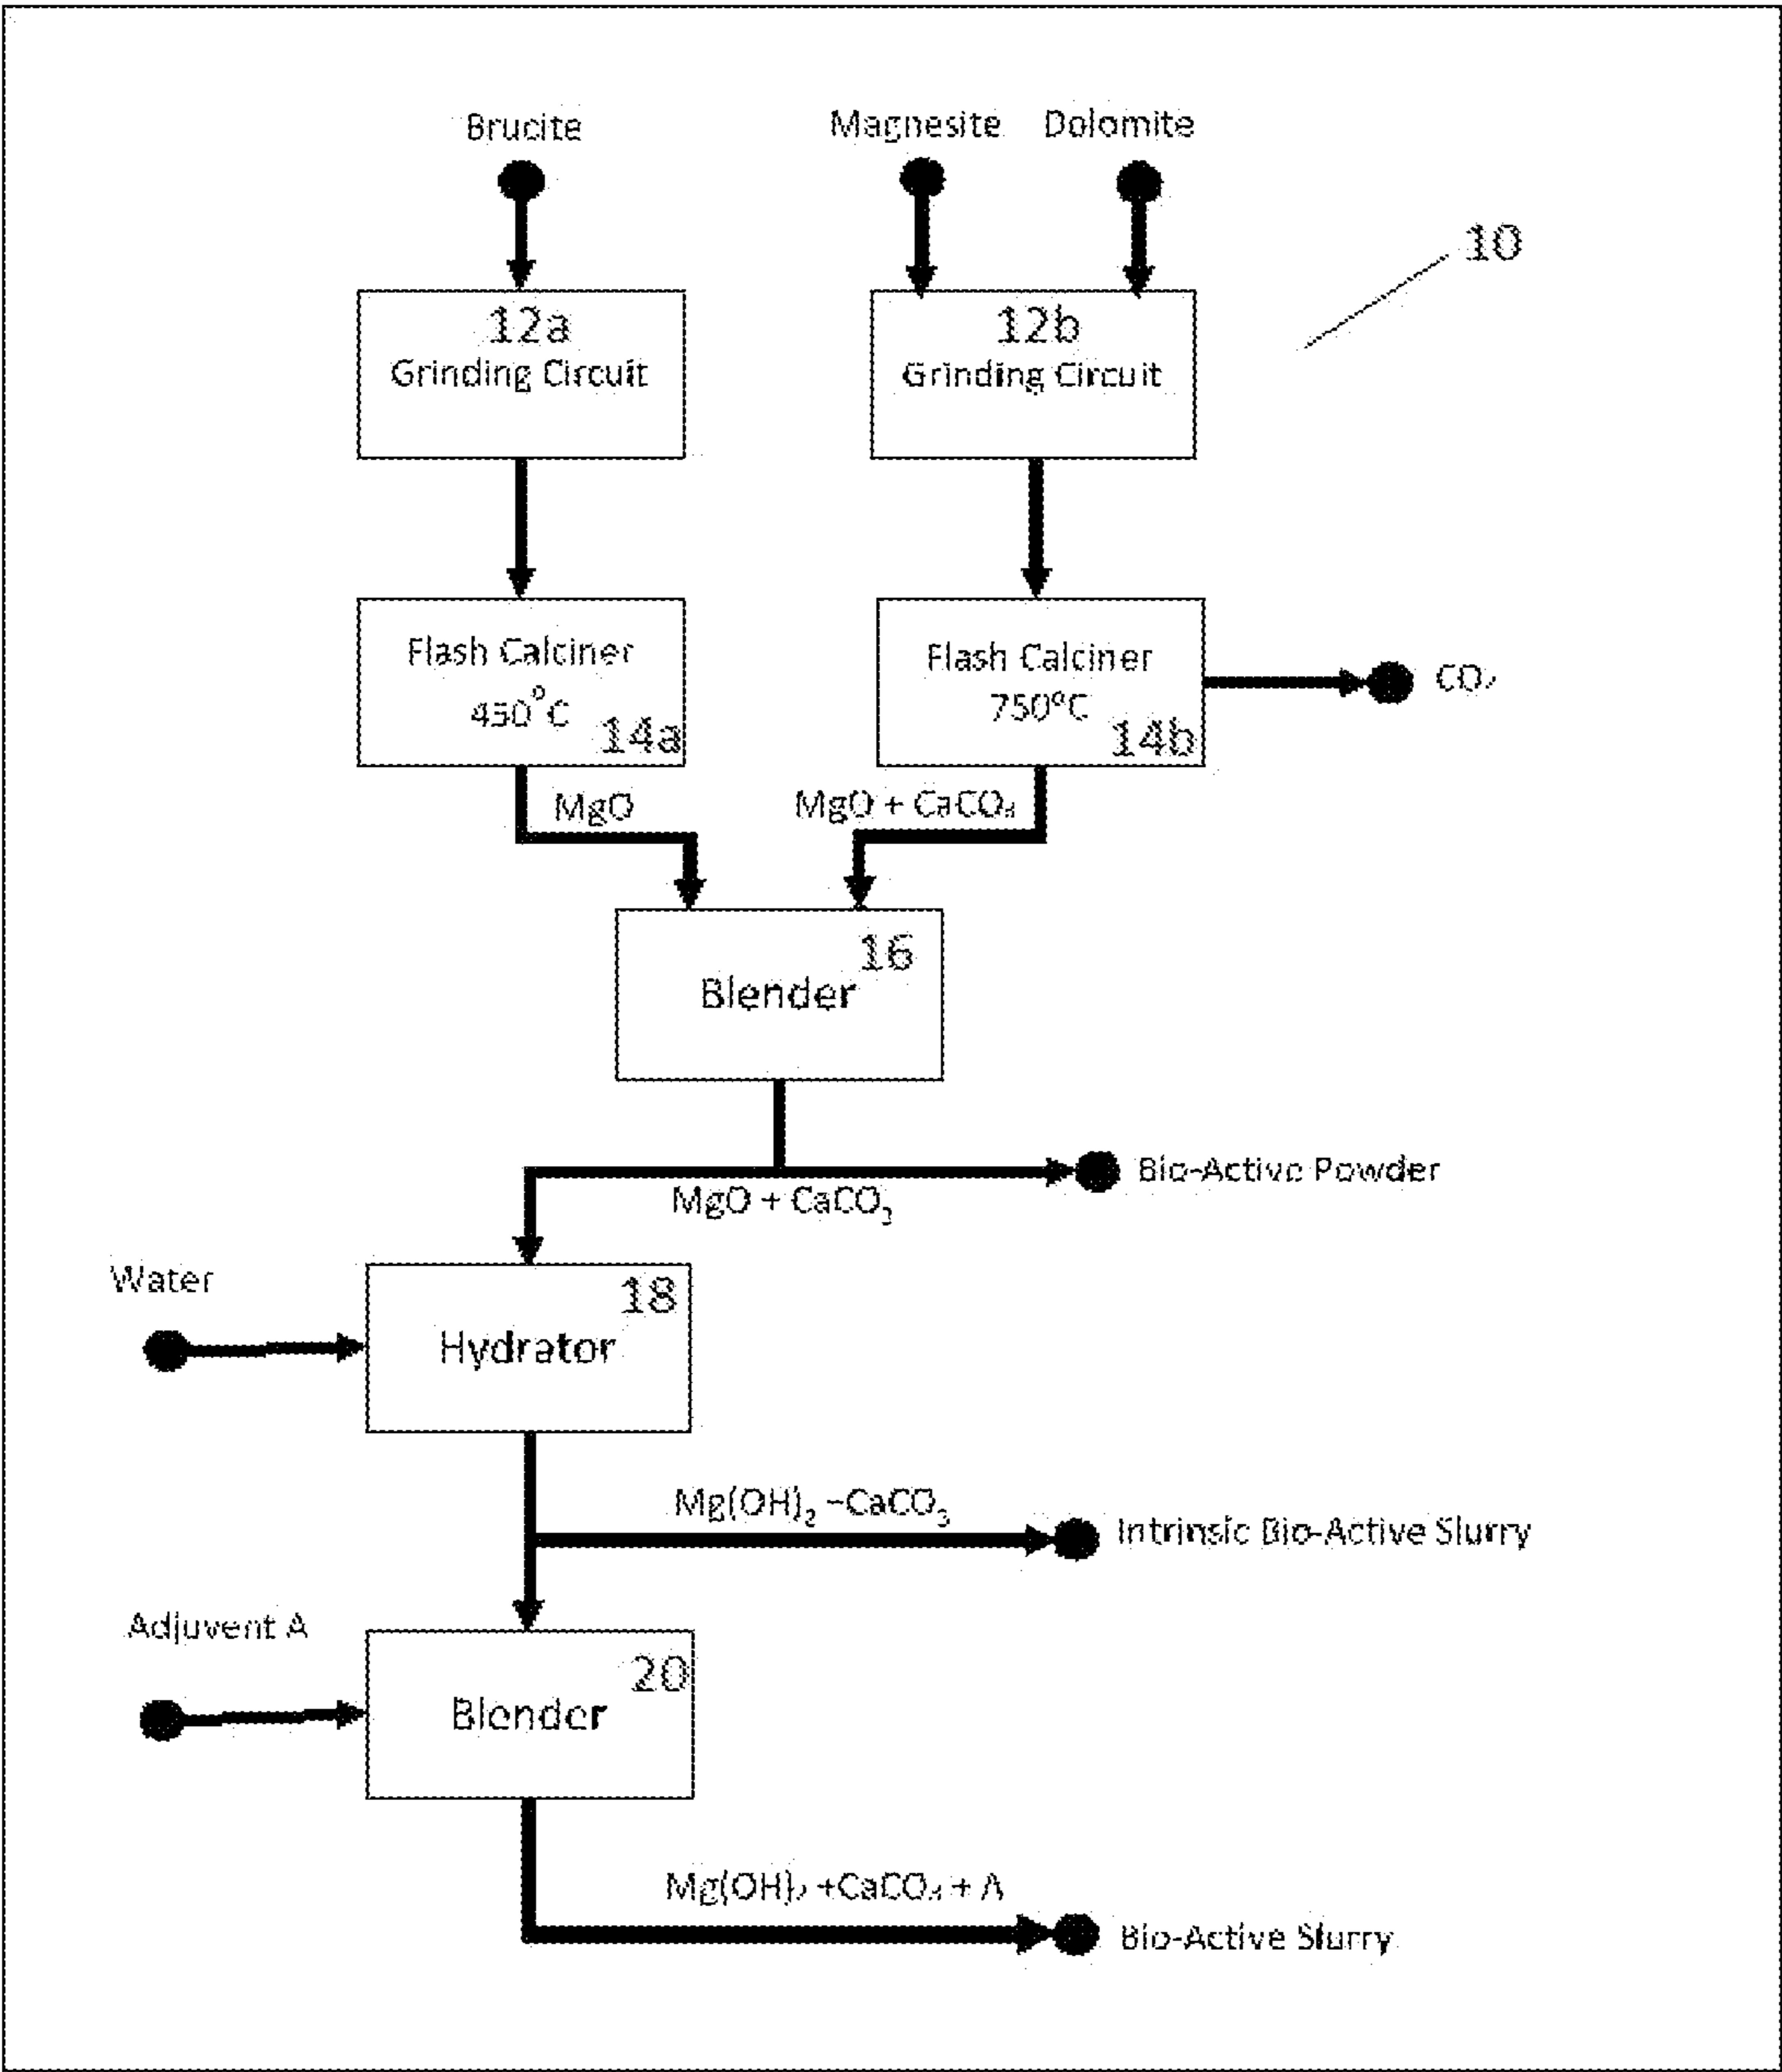 Brucite
Magnesite
Dolomite
10
12a
Grinding Circuit
12b
Grinding Circuit
Flash Calciner
450°C
14a
Flash Calciner
750ºC
14b
CO₂
MgO
MgO + CaCO₃
16
Blender
Bio-Active Powder
MgO + CaCO₃
Water
18
Hydrator
Mg(OH)₂ –CaCO₃
Intrinsic Bio-Active Slurry
Adjuvent A
20
Blender
Mg(OH)₂ +CaCO₃ + A
Bio-Active Slurry